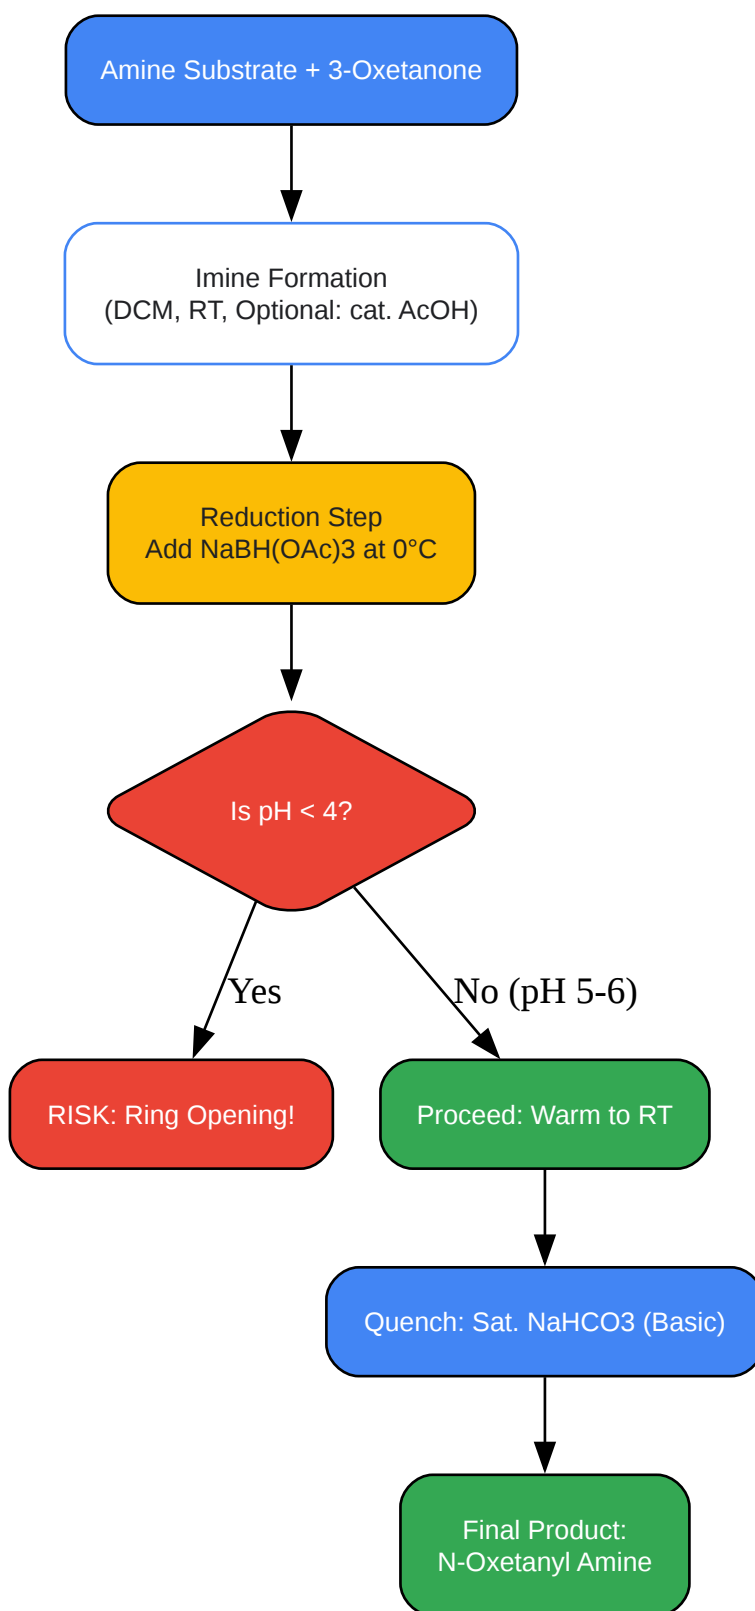 Amine Substrate + 3-Oxetanone
Imine Formation
(DCM, RT, Optional: cat. AcOH)
Reduction Step
Add NaBH(OAc)3 at 0°C
Is pH < 4?
Yes
No (pH 5-6)
RISK: Ring Opening!
Proceed: Warm to RT
Quench: Sat. NaHCO3 (Basic)
Final Product:
N-Oxetanyl Amine